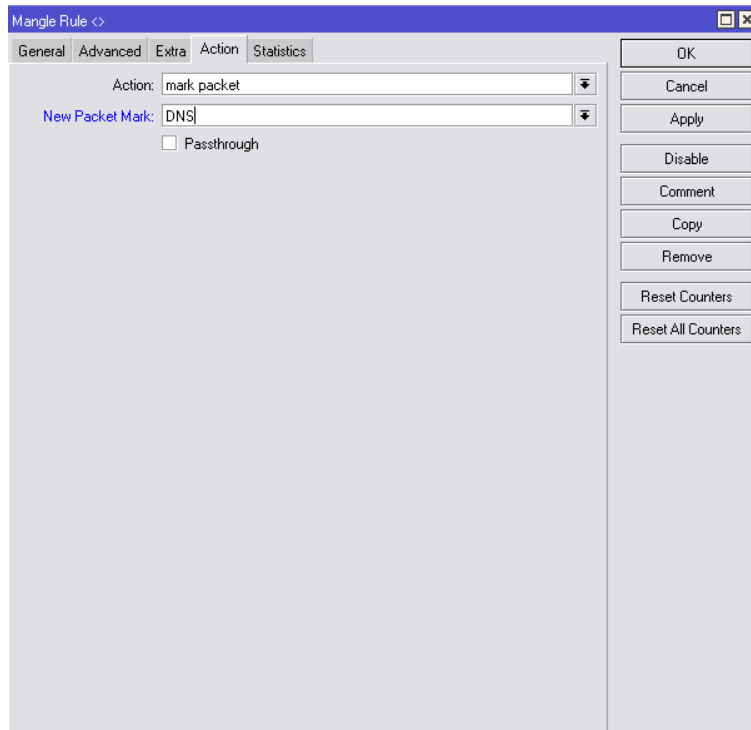 Mangle Rule <>
General Advanced Extra Action Statistics
Action: mark packet
New Packet Mark: DNS
Passthrough
OK
Cancel
Apply
Disable
Comment
Copy
Remove
Reset Counters
Reset All Counters